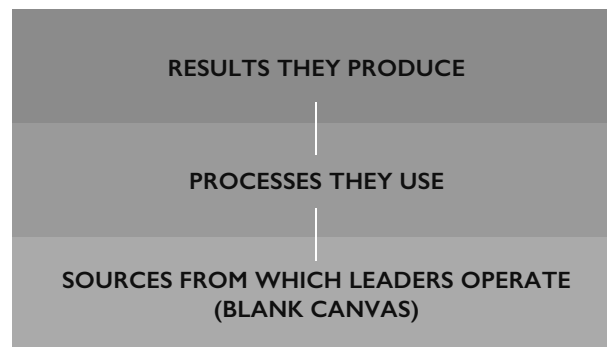 RESULTS THEY PRODUCE
PROCESSES THEY USE
SOURCES FROM WHICH LEADERS OPERATE
(BLANK CANVAS)